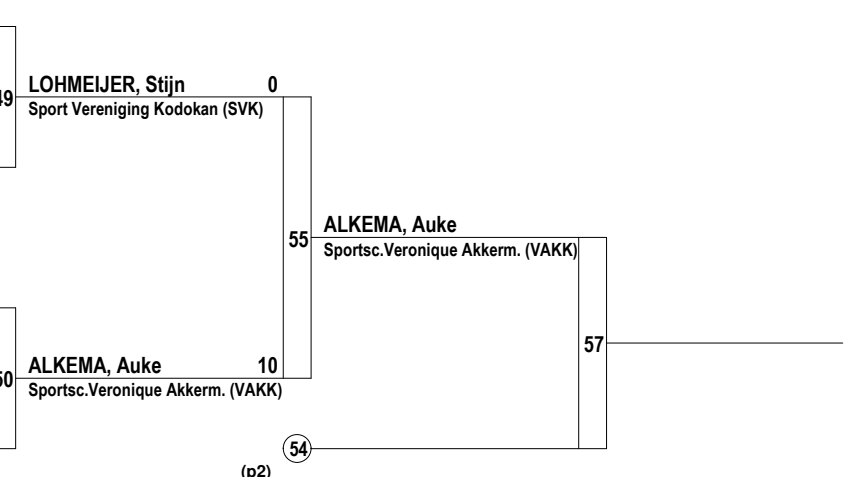 LOHMEIJER, Stijn 0
49
Sport Vereniging Kodokan (SVK)
ALKEMA, Auke
55
Sportsc.Veronique Akkerm. (VAKK)
57
ALKEMA, Auke 10
50
Sportsc.Veronique Akkerm. (VAKK)
54
(p2)